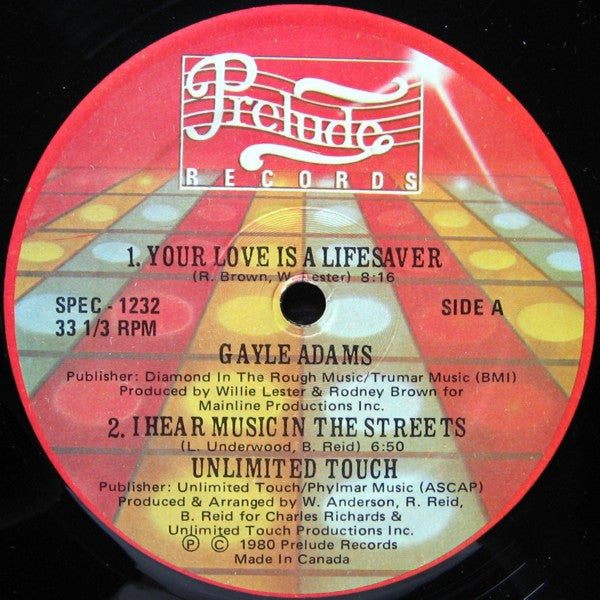 Prelude
RECORDS
1. YOUR LOVE IS A LIFESAVER
(R. Brown, W. Lester) 8:16
SPEC - 1232
33 1/3 RPM
SIDE A
GAYLE ADAMS
Publisher: Diamond In The Rough Music/Trumar Music (BMI)
Produced by Willie Lester & Rodney Brown for
Mainline Productions Inc.
2. I HEAR MUSIC IN THE STREETS
(L. Underwood, B. Reid) 6:50
UNLIMITED TOUCH
Publisher: Unlimited Touch/Phylmar Music (ASCAP)
Produced & Arranged by W. Anderson, R. Reid,
B. Reid for Charles Richards &
Unlimited Touch Productions Inc.
Ⓟ © 1980 Prelude Records
Made In Canada